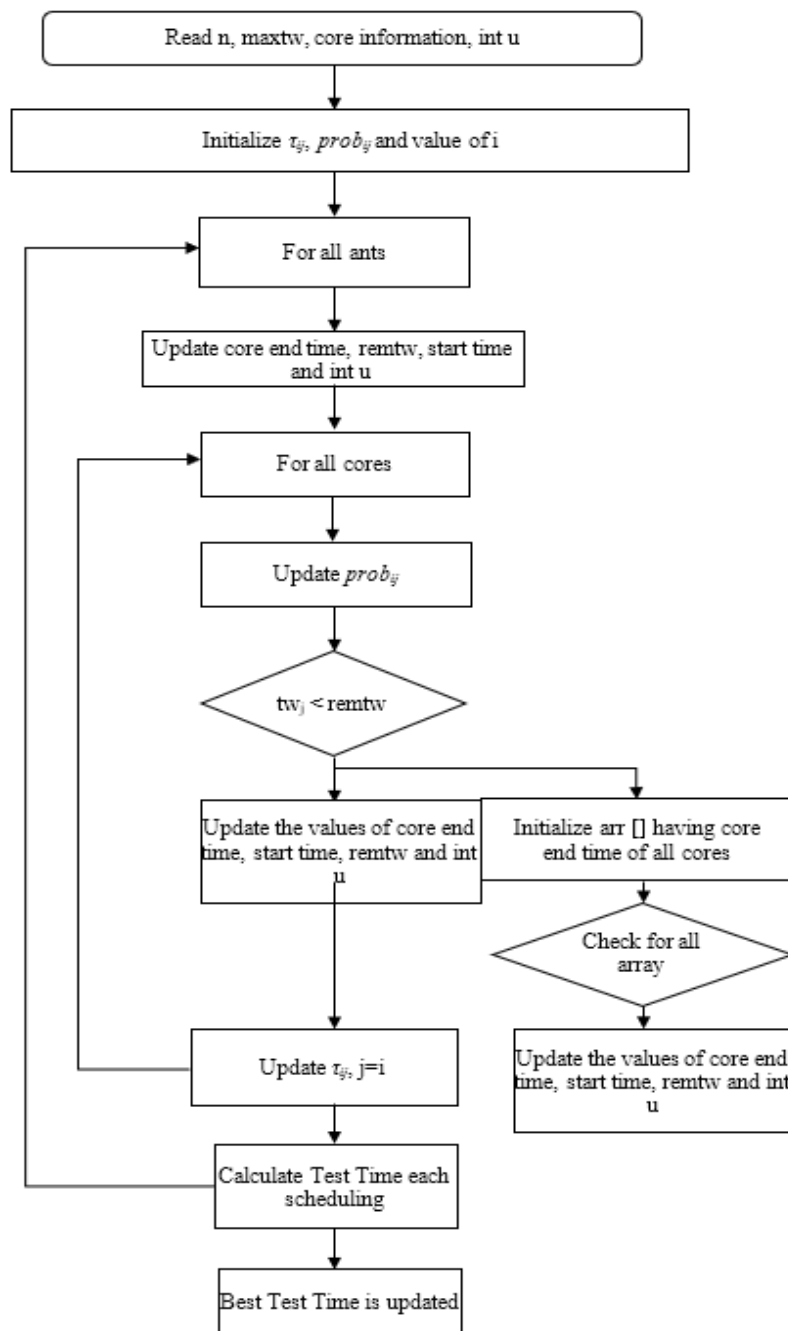 Read n, maxtw, core information, int u
Initialize τij, probij and value of i
For all ants
Update core end time, remtw, start time
and int u
For all cores
Update probij
twj < remtw
Update the values of core end
time, start time, remtw and int
u
Initialize arr [] having core
end time of all cores
Check for all
array
Update the values of core end
time, start time, remtw and int
u
Update τij, j=i
Calculate Test Time each
scheduling
Best Test Time is updated